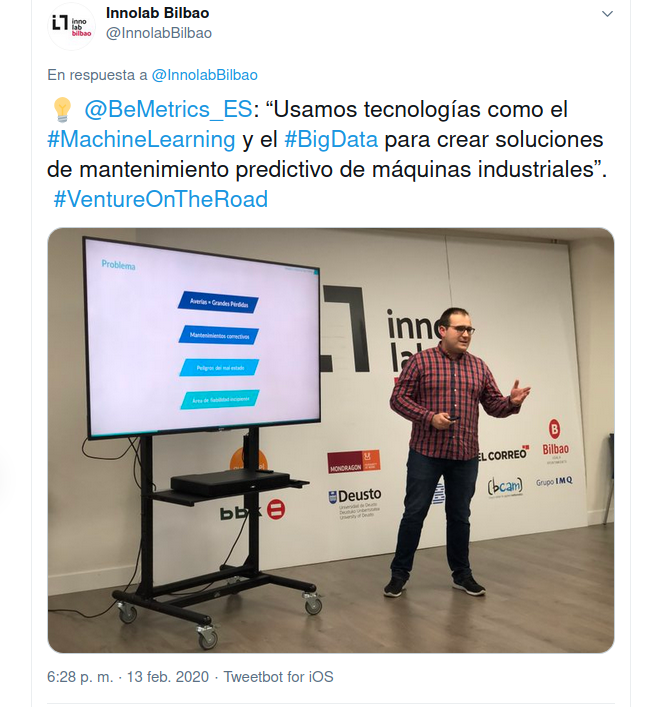 inno
lab
bilbao
Innolab Bilbao
@InnolabBilbao
En respuesta a @InnolabBilbao
💡 @BeMetrics_ES: “Usamos tecnologías como el
#MachineLearning y el #BigData para crear soluciones
de mantenimiento predictivo de máquinas industriales”.
#VentureOnTheRoad
Problema
Averías = Grandes Pérdidas
Mantenimientos correctivos
Peligros del mal estado
Área de fiabilidad incipiente
inn
lab
MONDRAGON
Deusto
Universidad de Deusto
Deustuko Unibertsitatea
University of Deusto
bbk
EL CORREO
Bilbao
(bcam)
Grupo IMQ
6:28 p. m. · 13 feb. 2020 · Tweetbot for iOS